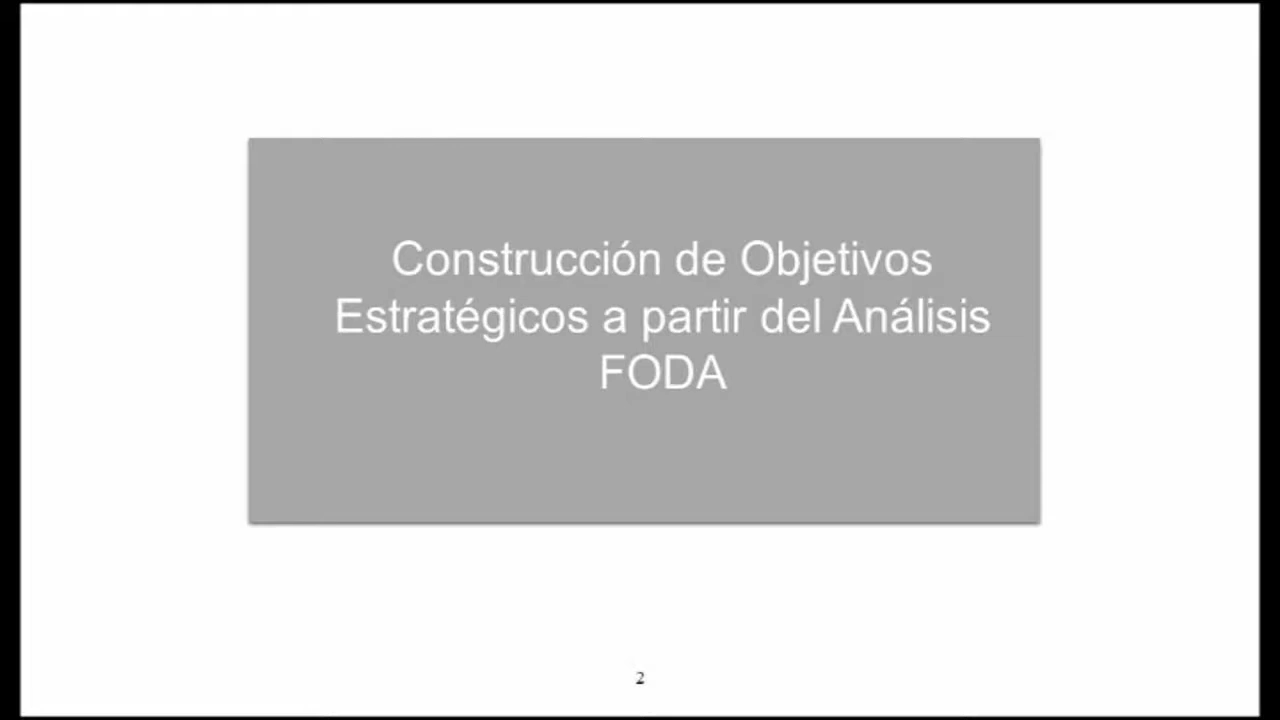 Construcción de Objetivos
Estratégicos a partir del Análisis
FODA
2